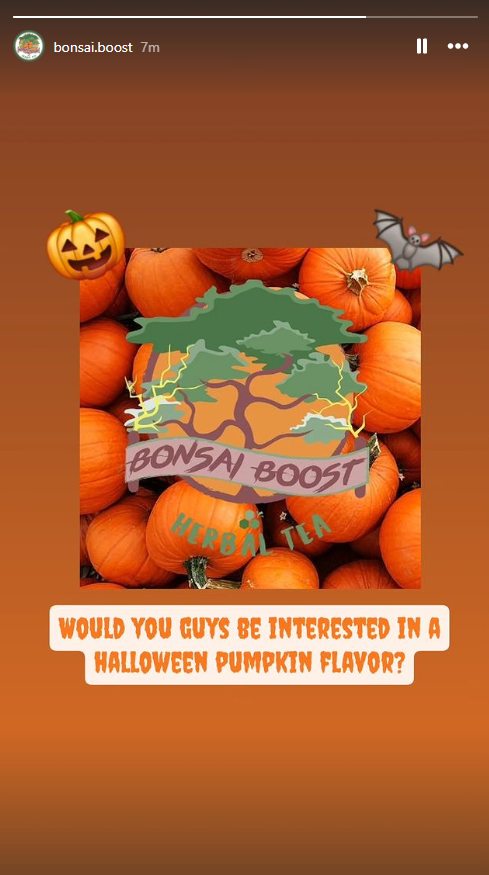 bonsai.boost 7m
BONSAI BOOST
HERBAL TEA
WOULD YOU GUYS BE INTERESTED IN A
HALLOWEEN PUMPKIN FLAVOR?